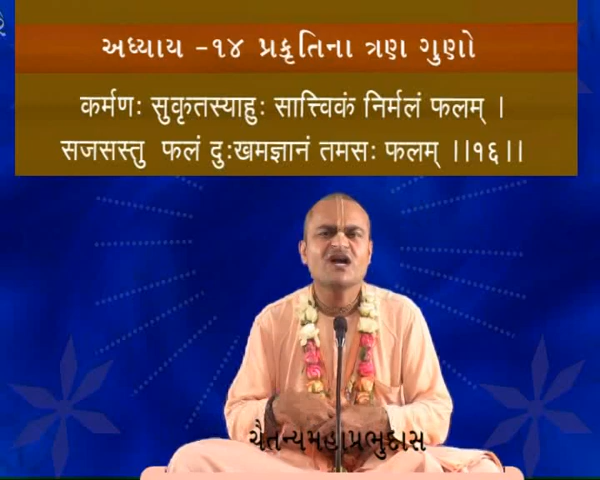 અધ્યાય -૧૪ પ્રકૃતિના ત્રણ ગુણો
कर्मणः सुकृतस्याहुः सात्त्विकं निर्मलं फलम् ।
सजसस्तु फलं दुःखमज्ञानं तमसः फलम् ।।१६।।
ચૈતન્યમહાપ્રભુદાસ